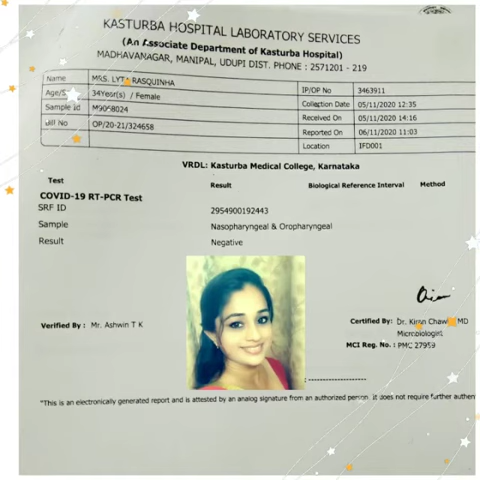 KASTURBA HOSPITAL LABORATORY SERVICES
(An Associate Department of Kasturba Hospital)
MADHAVANAGAR, MANIPAL, UDUPI DIST. PHONE : 2571201 - 219
Name MRS. LYT RASQUINHA IP/OP No 3463911
34Year(s) / Female Collection Date 05/11/2020 12:35
Sample Id M9058024 Received On 05/11/2020 14:16
No OP/20-21/324658 Reported On 06/11/2020 11:03
Location IFD001
VRDL: Kasturba Medical College, Karnataka
Test Result Biological Reference Interval Method
COVID-19 RT-PCR Test
SRF ID 2954900192443
Sample Nasopharyngeal & Oropharyngeal
Result Negative
Verified By : Mr. Ashwin T K Certified By: Dr. Kiran MD
Microbiologist
MCI Reg. No. : PMC 27959
"This is an electronically generated report and is attested by an analog signature from an authorized person. It does not require further authen